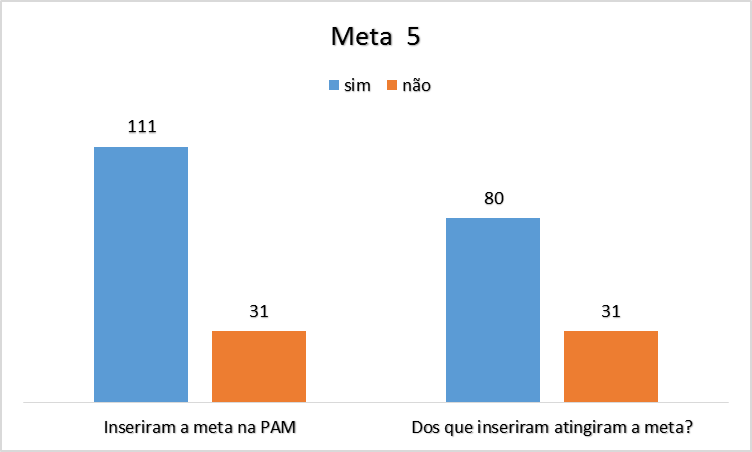 Meta  5
sim não
111
31
80
31
Inseriram a meta na PAM
Dos que inseriram atingiram a meta?